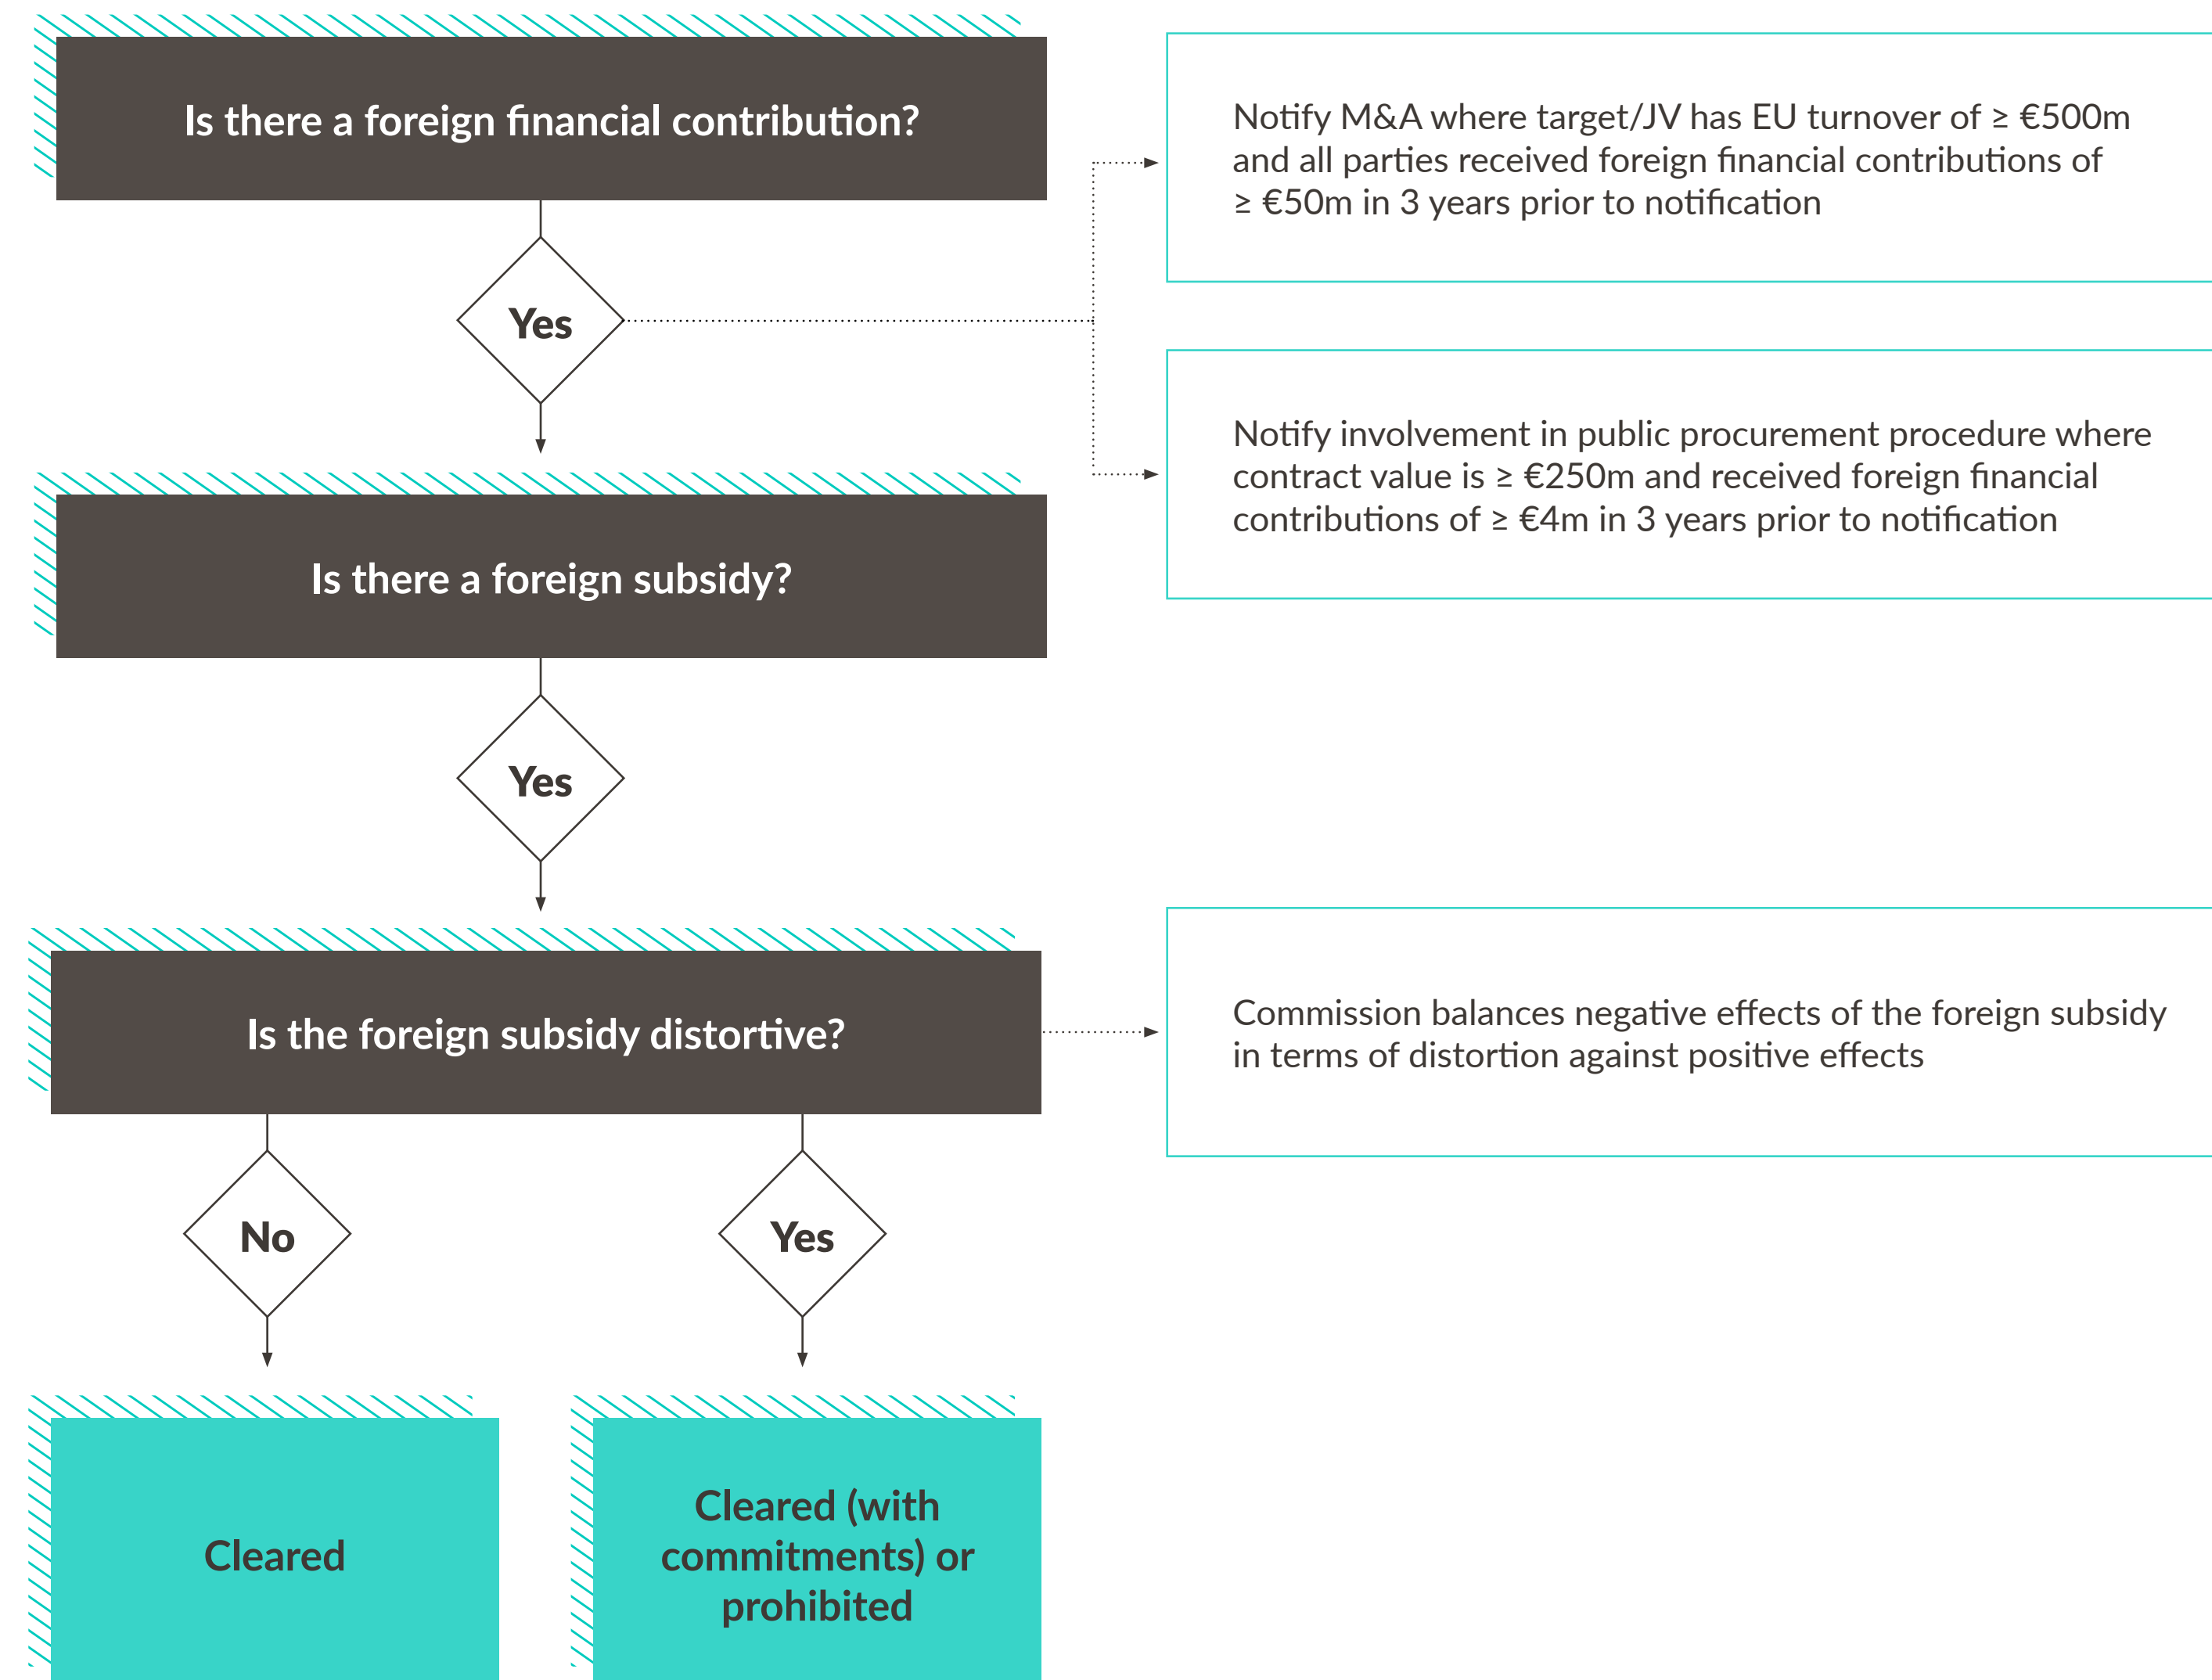 Is there a foreign financial contribution?
Notify M&A where target/JV has EU turnover of ≥ €500m
and all parties received foreign financial contributions of
≥ €50m in 3 years prior to notification
Yes
Notify involvement in public procurement procedure where
contract value is ≥ €250m and received foreign financial
contributions of ≥ €4m in 3 years prior to notification
Is there a foreign subsidy?
Yes
Is the foreign subsidy distortive?
Commission balances negative effects of the foreign subsidy
in terms of distortion against positive effects
No
Yes
Cleared
Cleared (with
commitments) or
prohibited